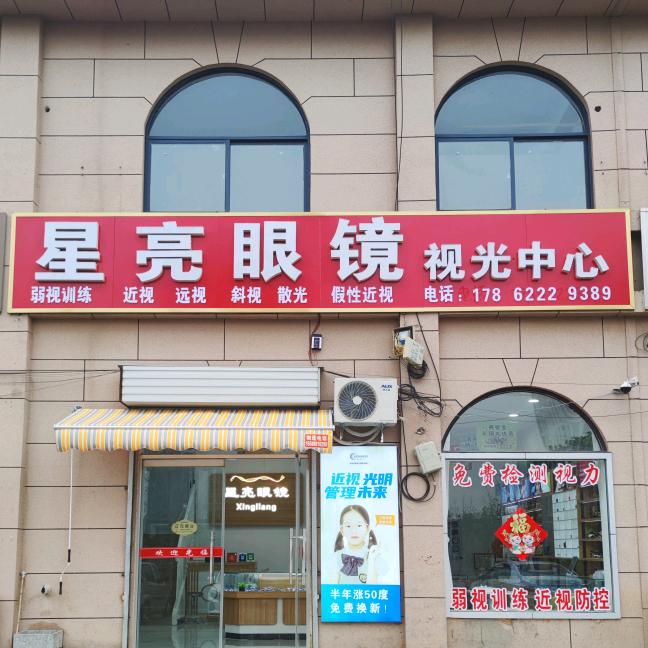 星亮眼镜 视光中心
弱视训练 近视 远视 斜视 散光 假性近视 电话:178 6222 9389
AUX
星亮眼镜
Xingliang
欢迎光临
近视 光明
管理 未来
半年涨50度
免费换新!
免费检测视力
福
弱视训练 近视防控